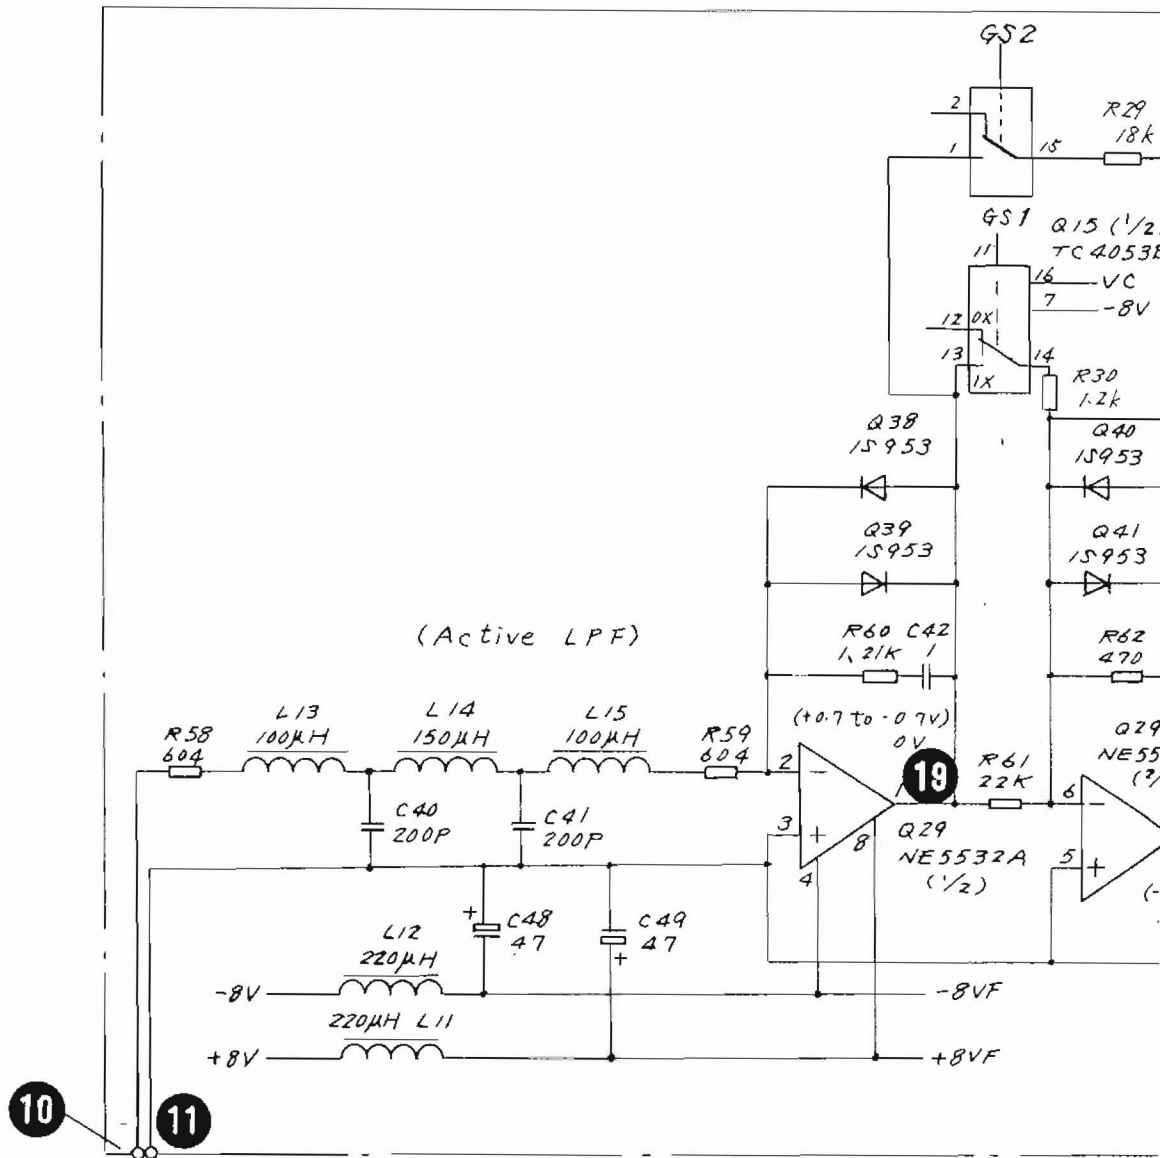 GS2
2
1
15
R29
18K
GS1
11
Q15 (1/2
TC4053B
16
VC
7
-8V
12
0X
13
1X
14
R30
1.2K
Q38
1S953
Q40
1S953
Q39
1S953
Q41
1S953
(Active LPF)
R60 C42
1.21K 1
R62
470
(+0.7 to -0.7V)
0V
19
L13
100μH
L14
150μH
L15
100μH
R58
604
R59
604
2
-
3
+
4
8
Q29
NE5532A
(1/2)
R61
22K
6
-
5
+
Q29
NE55
(2/
(-
C40
200P
C41
200P
+
C48
47
C49
47
+
L12
220μH
-8V
-8VF
220μH L11
+8V
+8VF
10
11